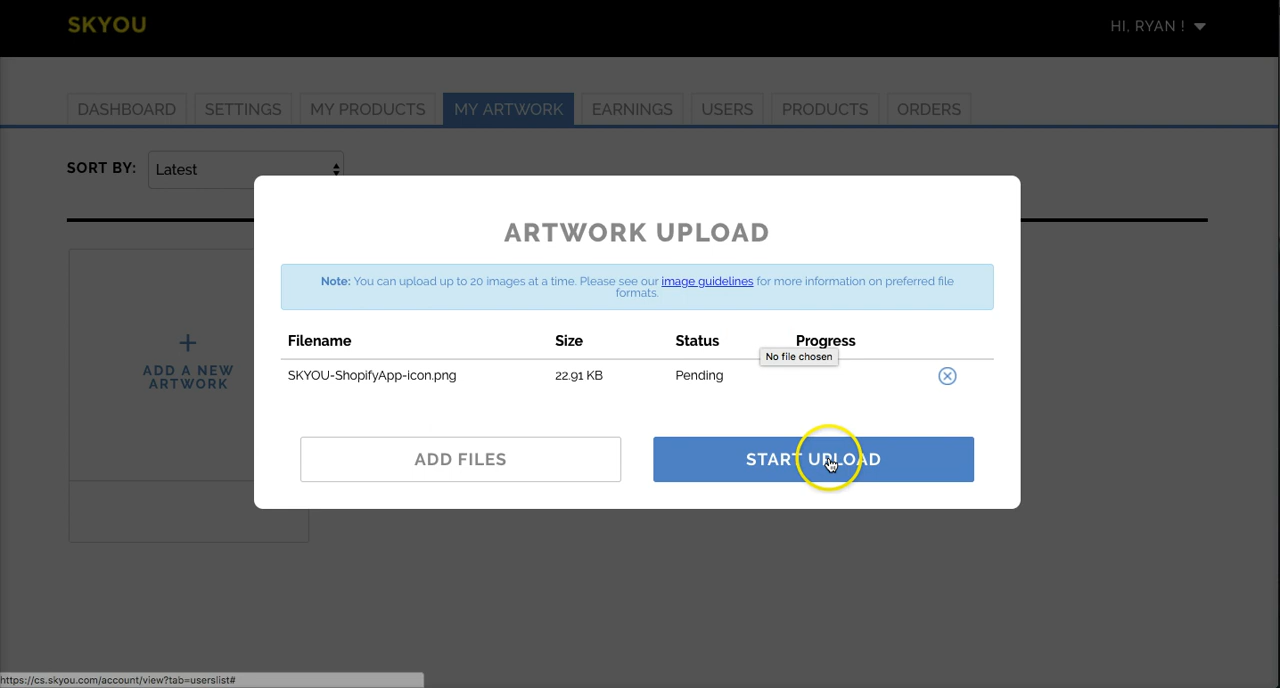 SKYOU
HI, RYAN !
DASHBOARD SETTINGS MY PRODUCTS MY ARTWORK EARNINGS USERS PRODUCTS ORDERS
SORT BY: Latest
ARTWORK UPLOAD
Note: You can upload up to 20 images at a time. Please see our image guidelines for more information on preferred file
formats.
Filename Size Status Progress
No file chosen
SKYOU-ShopifyApp-icon.png 22.91 KB Pending
+
ADD A NEW
ARTWORK
ADD FILES START UPLOAD
https://cs.skyou.com/account/view?tab=userslist#